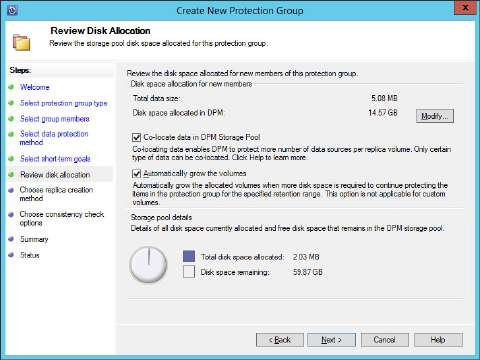 Create New Protection Group
x
Review Disk Allocation
Review the storage pool disk space allocated for this protection group.
Steps:
Welcome
Select protection group type
Select group members
Select data protection
method
Select short-term goals
Review disk allocation
Choose replica creation
method
Choose consistency check
options
Summary
Status
Review the disk space allocated for new members of this protection group.
Disk space allocation for new members
Total data size: 5.08 MB
Disk space allocated in DPM: 14.57 GB
Modify...
Co-locate data in DPM Storage Pool
Co-locating data enables DPM to protect more number of data sources per replica volume. Only certain
type of data can be co-located. Click Help to learn more.
Automatically grow the volumes
Automatically grow the allocated volumes when more disk space is required to continue protecting the
items in the protection group for the specified retention range. This option is not applicable for custom
volumes.
Storage pool details
Details of all disk space currently allocated and free disk space that remains in the DPM storage pool.
Total disk space allocated: 2.03 MB
Disk space remaining: 59.87 GB
< Back
Next >
Cancel
Help